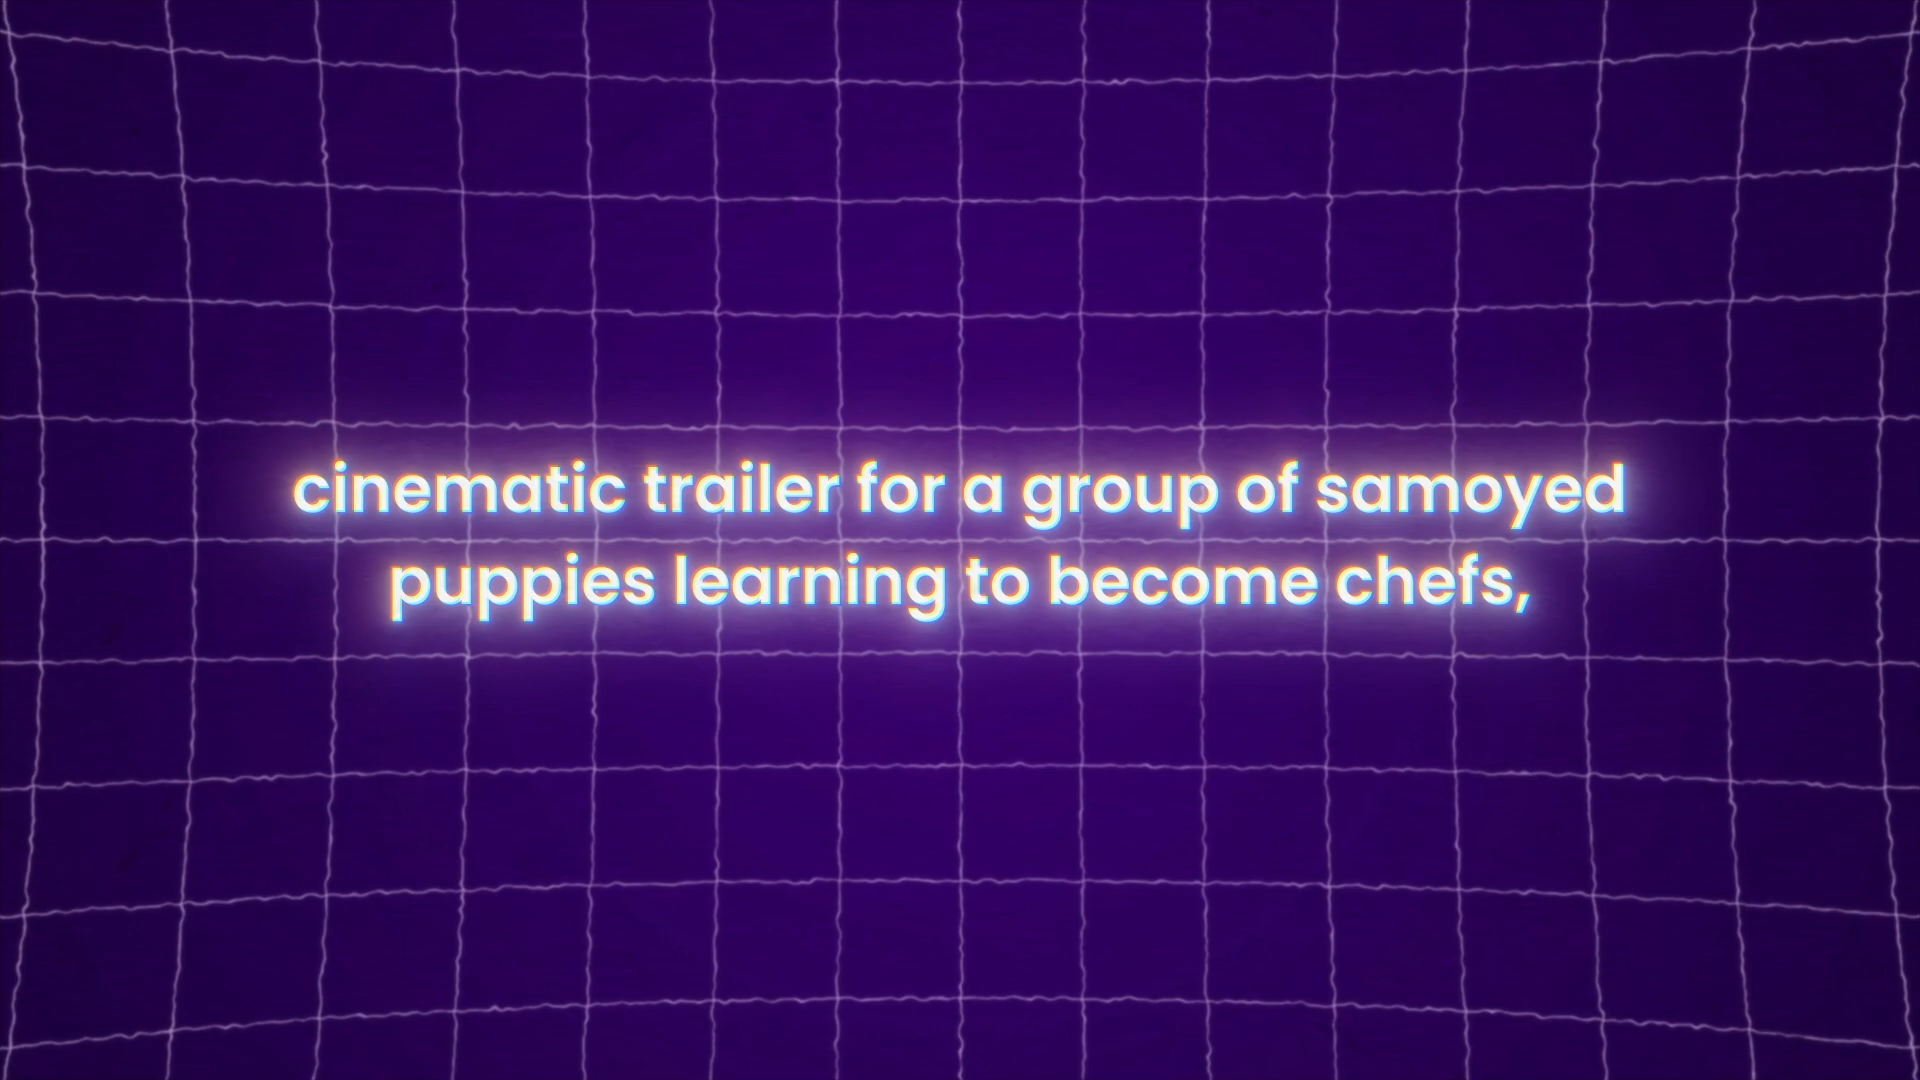 cinematic trailer for a group of samoyed
puppies learning to become chefs,